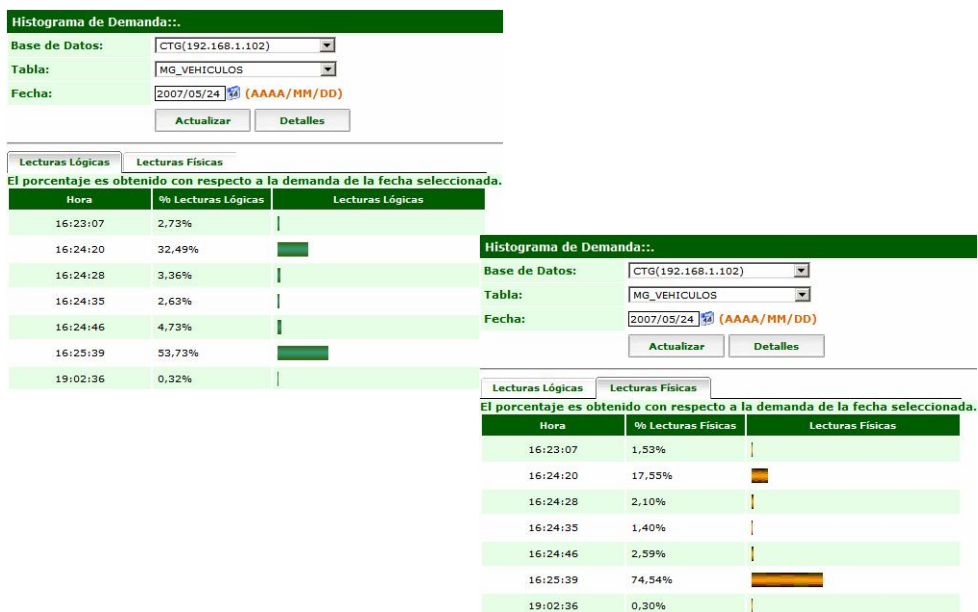 Histograma de Demanda::.
Base de Datos: CTG(192.168.1.102)
Tabla: MG_VEHICULOS
Fecha: 2007/05/24 (AAAA/MM/DD)
Actualizar Detalles
Lecturas Lógicas Lecturas Físicas
El porcentaje es obtenido con respecto a la demanda de la fecha seleccionada.
Hora % Lecturas Lógicas Lecturas Lógicas
16:23:07 2,73%
16:24:20 32,49%
16:24:28 3,36%
16:24:35 2,63%
16:24:46 4,73%
16:25:39 53,73%
19:02:36 0,32%
Histograma de Demanda::.
Base de Datos: CTG(192.168.1.102)
Tabla: MG_VEHICULOS
Fecha: 2007/05/24 (AAAA/MM/DD)
Actualizar Detalles
Lecturas Lógicas Lecturas Físicas
El porcentaje es obtenido con respecto a la demanda de la fecha seleccionada.
Hora % Lecturas Físicas Lecturas Físicas
16:23:07 1,53%
16:24:20 17,55%
16:24:28 2,10%
16:24:35 1,40%
16:24:46 2,59%
16:25:39 74,54%
19:02:36 0,30%